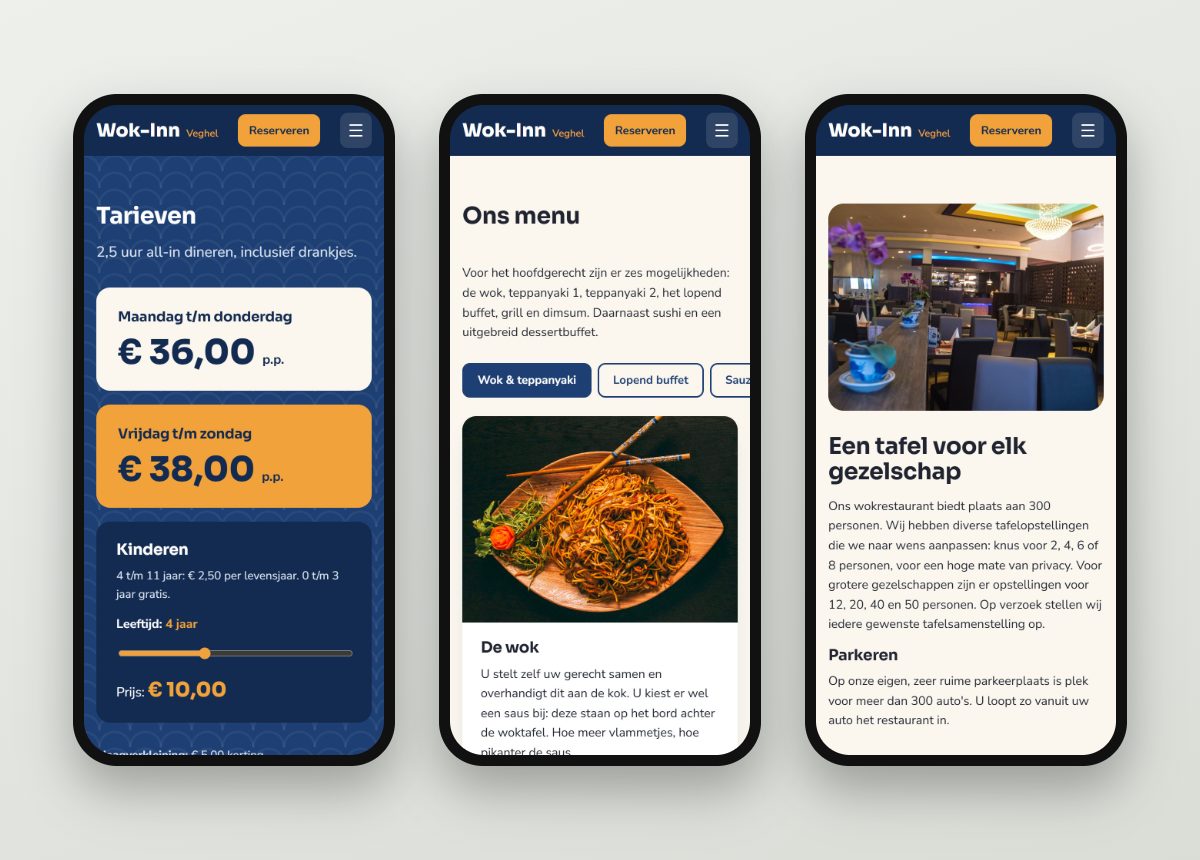 Wok-Inn Veghel Reserveren
Tarieven
2,5 uur all-in dineren, inclusief drankjes.
Maandag t/m donderdag
€ 36,00 p.p.
Vrijdag t/m zondag
€ 38,00 p.p.
Kinderen
4 t/m 11 jaar: € 2,50 per levensjaar. 0 t/m 3
jaar gratis.
Leeftijd: 4 jaar
Prijs: € 10,00
€ 5,00 korting
Wok-Inn Veghel Reserveren
Ons menu
Voor het hoofdgerecht zijn er zes mogelijkheden:
de wok, teppanyaki 1, teppanyaki 2, het lopend
buffet, grill en dimsum. Daarnaast sushi en een
uitgebreid dessertbuffet.
Wok & teppanyaki Lopend buffet Sauz
De wok
U stelt zelf uw gerecht samen en
overhandigt dit aan de kok. U kiest er wel
een saus bij: deze staan op het bord achter
de woktafel. Hoe meer vlammetjes, hoe
pikanter de saus.
Wok-Inn Veghel Reserveren
Een tafel voor elk
gezelschap
Ons wokrestaurant biedt plaats aan 300
personen. Wij hebben diverse tafelopstellingen
die we naar wens aanpassen: knus voor 2, 4, 6 of
8 personen, voor een hoge mate van privacy. Voor
grotere gezelschappen zijn er opstellingen voor
12, 20, 40 en 50 personen. Op verzoek stellen wij
iedere gewenste tafelsamenstelling op.
Parkeren
Op onze eigen, zeer ruime parkeerplaats is plek
voor meer dan 300 auto's. U loopt zo vanuit uw
auto het restaurant in.